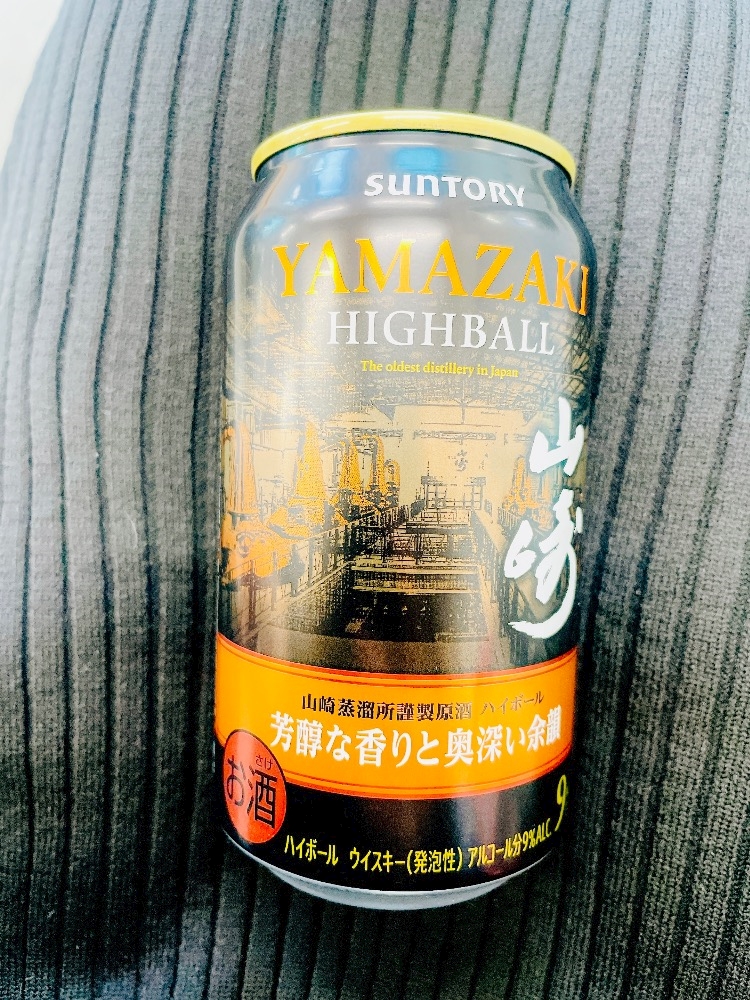 SUNTORY
YAMAZAKI
HIGHBALL
The oldest distillery in Japan
山崎
山崎蒸溜所謹製原酒 ハイボール
芳醇な香りと奥深い余韻
さけ
お酒
ハイボール ウイスキー(発泡性) アルコール分9%ALC. 9